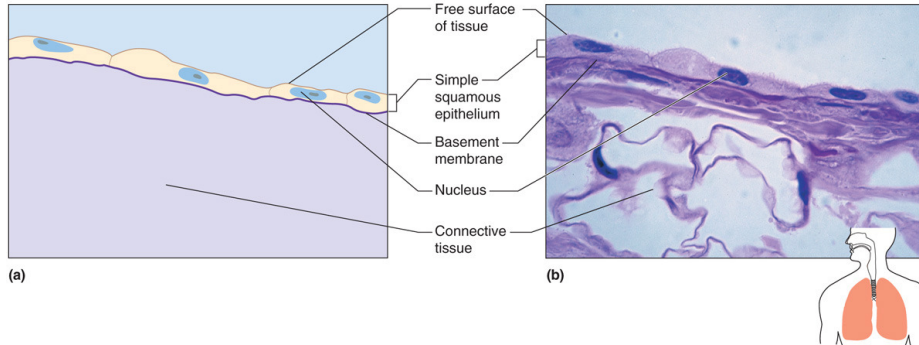 Free surface
of tissue
Simple
squamous
epithelium
Basement
membrane
Nucleus
Connective
tissue
(a)
(b)